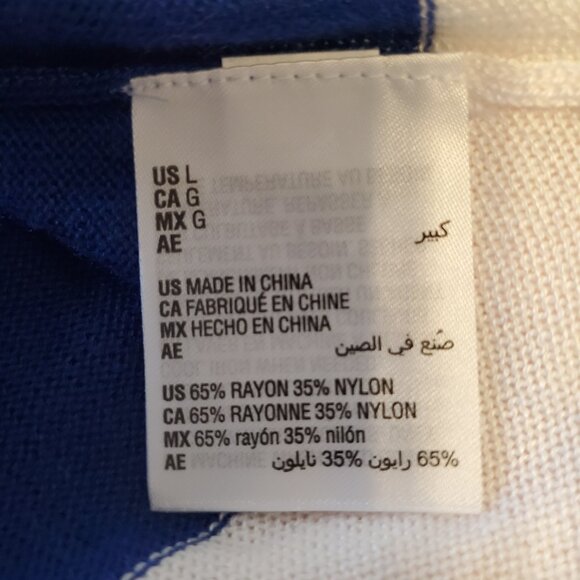 US L
CA G
MX G
AE كبير
US MADE IN CHINA
CA FABRIQUÉ EN CHINE
MX HECHO EN CHINA
AE صُنع في الصين
US 65% RAYON 35% NYLON
CA 65% RAYONNE 35% NYLON
MX 65% rayón 35% nilón
AE 65% رايون 35% نايلون